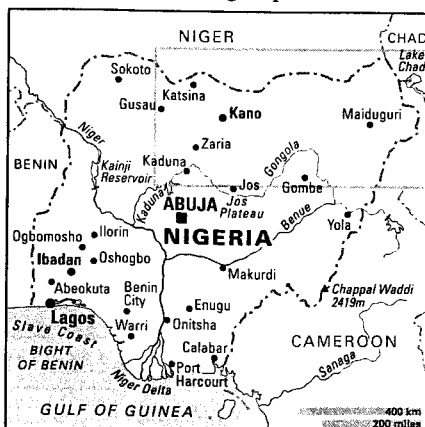 NIGER
CHAD
Lake
Chad
Sokoto
Katsina
Gusau
Kano
Maiduguri
Niger
Zaria
BENIN
Kainji
Reservoir
Kaduna
Gongola
Kaduna
Jos
Gombe
ABUJA
Jos
Plateau
Benue
NIGERIA
Yola
Ilorin
Ogbomosho
Oshogbo
Ibadan
Makurdi
Abeokuta
Chappal Waddi
2419m
Benin
City
Enugu
Lagos
Onitsha
Slave Coast
Warri
CAMEROON
BIGHT
OF BENIN
Calabar
Sanaga
Port
Harcourt
Niger Delta
GULF OF GUINEA
400 km
200 miles